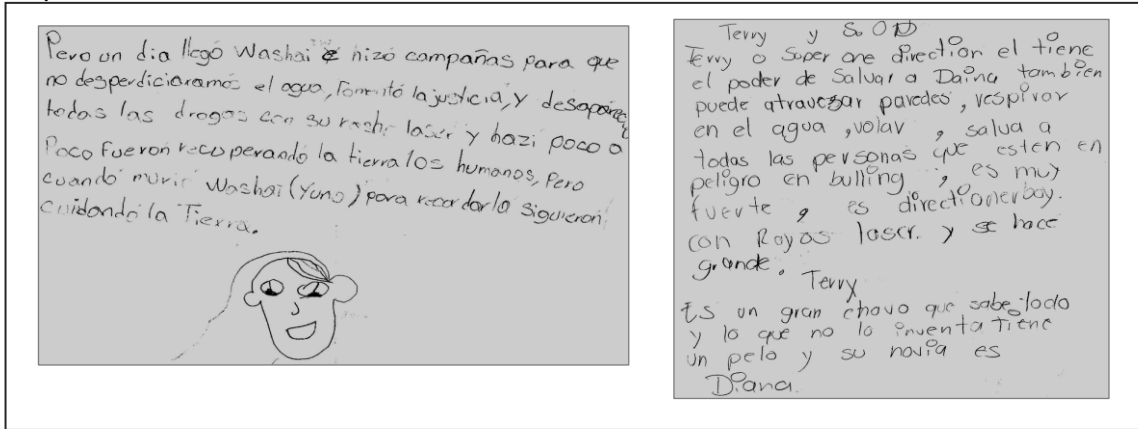 Pero un dia llegó Washai e hizo campañas para que
no desperdiciaramos el agua, fomentó la justicia, y desaparecí
todas las drogas con su rasho laser y hazi poco a
Poco fueron recuperando la tierra los humanos, Pero
cuando murio Washai (Yuno) para recordarlo siguieron
cuidando la Tierra.
Terry y S. OD
Terry o Super one direction el tiene
el poder de Salvar a Daina tambien
puede atravezar paredes, respirar
en el agua, volar, salva a
todas las personas que esten en
peligro en bulling, es muy
fuerte, es directionerboy.
con Rayos laser. y se hace
grande.
Terry
Es un gran chavo que sabe todo
y lo que no lo inventa Tiene
un pelo y su novia es
Diana.